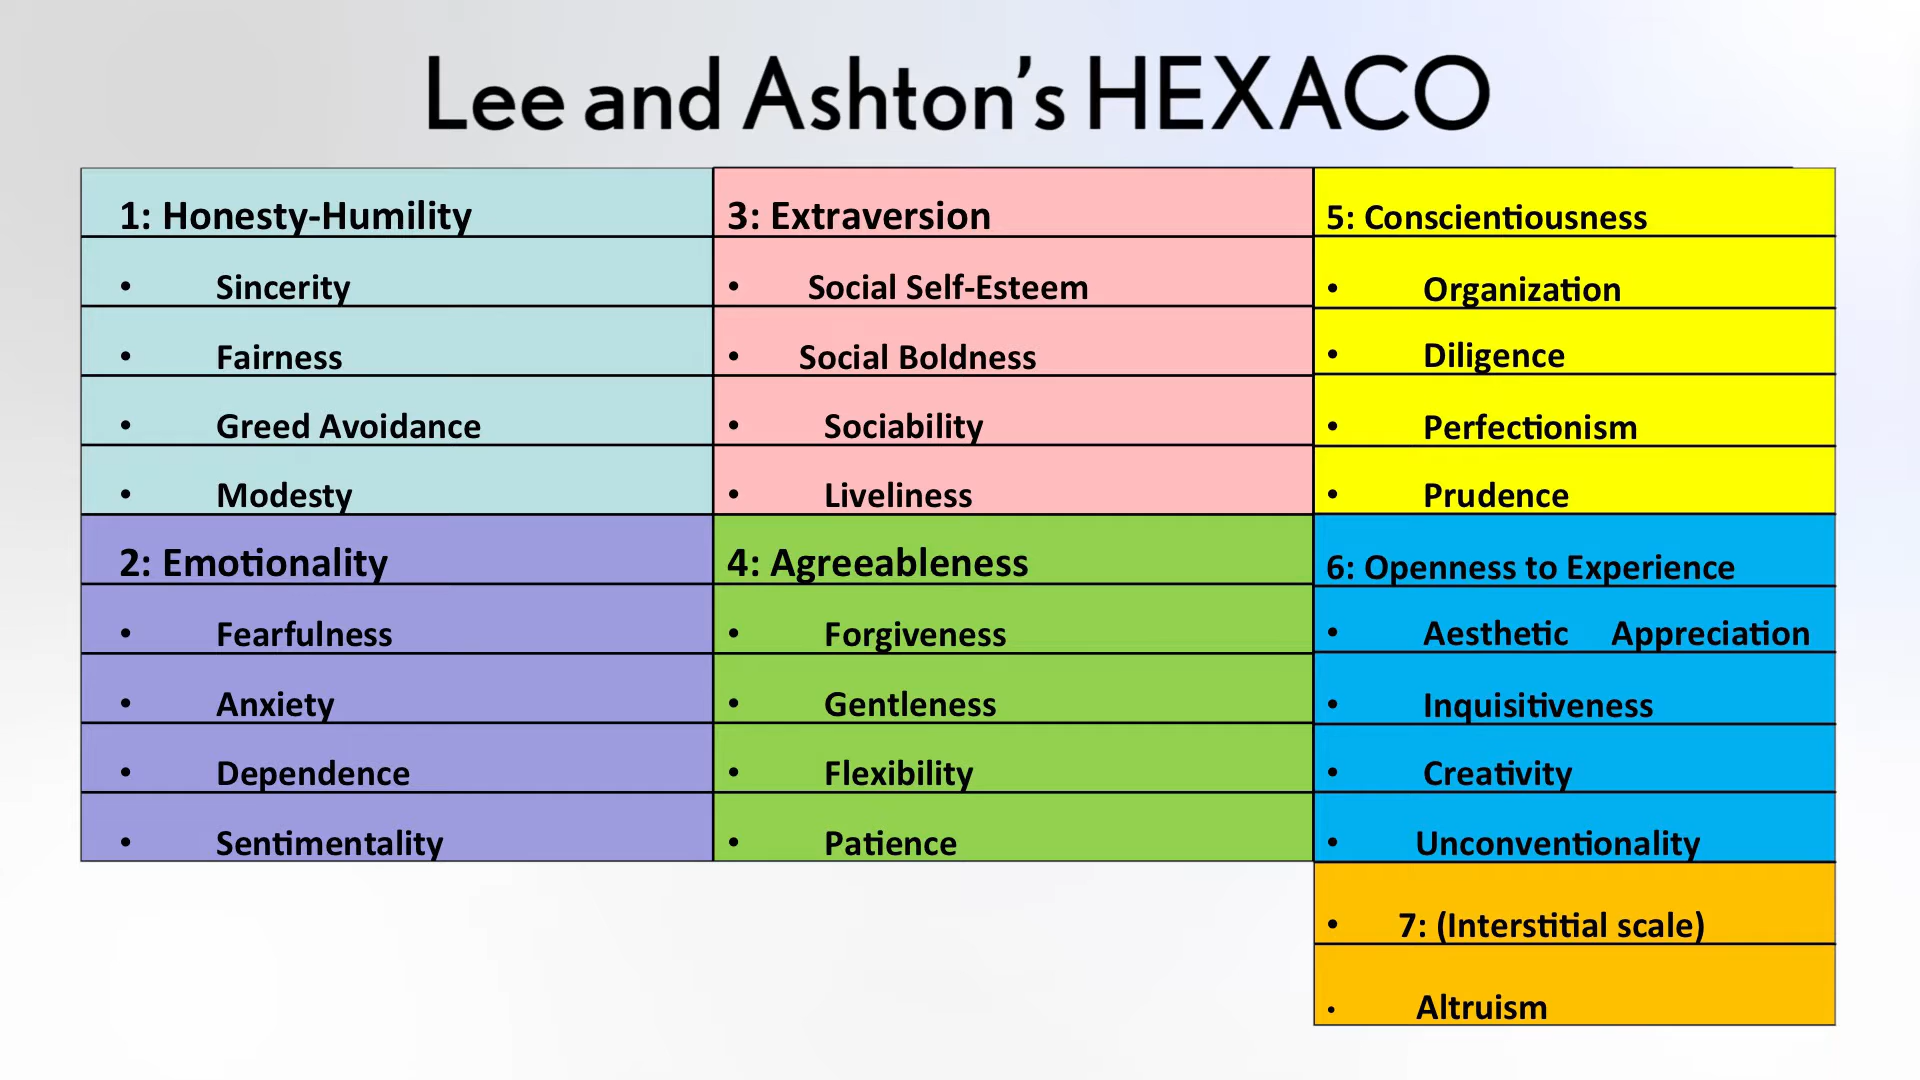 Lee and Ashton’s HEXACO
1: Honesty-Humility
• Sincerity
• Fairness
• Greed Avoidance
• Modesty
2: Emotionality
• Fearfulness
• Anxiety
• Dependence
• Sentimentality
3: Extraversion
• Social Self-Esteem
• Social Boldness
• Sociability
• Liveliness
4: Agreeableness
• Forgiveness
• Gentleness
• Flexibility
• Patience
5: Conscientiousness
• Organization
• Diligence
• Perfectionism
• Prudence
6: Openness to Experience
• Aesthetic Appreciation
• Inquisitiveness
• Creativity
• Unconventionality
• 7: (Interstitial scale)
• Altruism